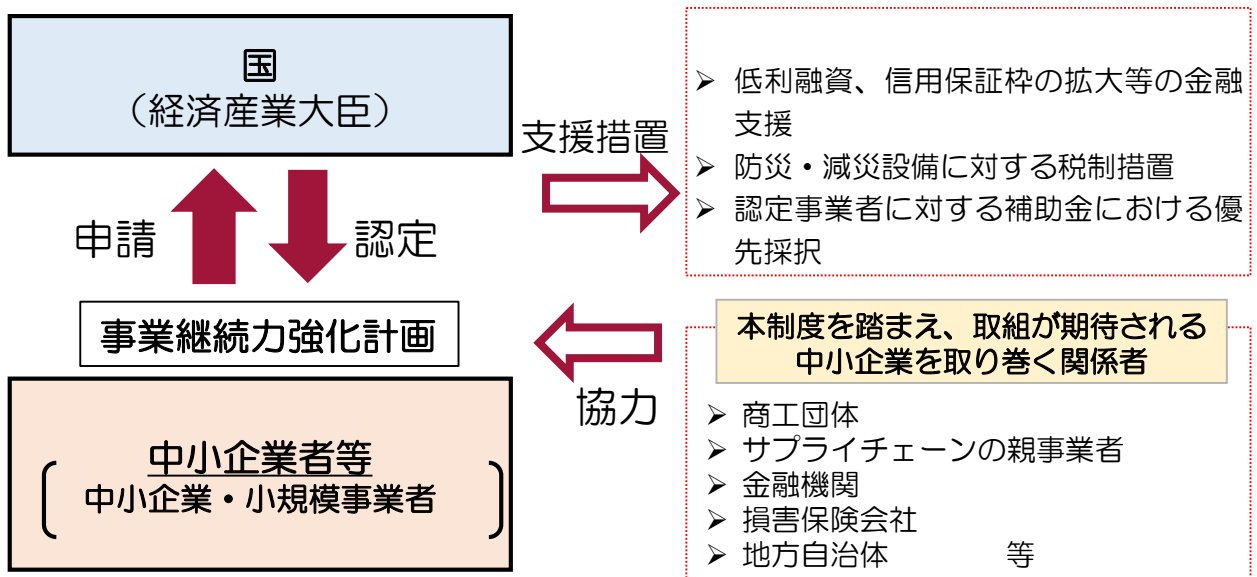 国
（経済産業大臣）
申請
認定
事業継続力強化計画
中小企業者等
中小企業・小規模事業者
支援措置
➢ 低利融資、信用保証枠の拡大等の金融
支援
➢ 防災・減災設備に対する税制措置
➢ 認定事業者に対する補助金における優
先採択
協力
本制度を踏まえ、取組が期待される
中小企業を取り巻く関係者
➢ 商工団体
➢ サプライチェーンの親事業者
➢ 金融機関
➢ 損害保険会社
➢ 地方自治体　　　　等